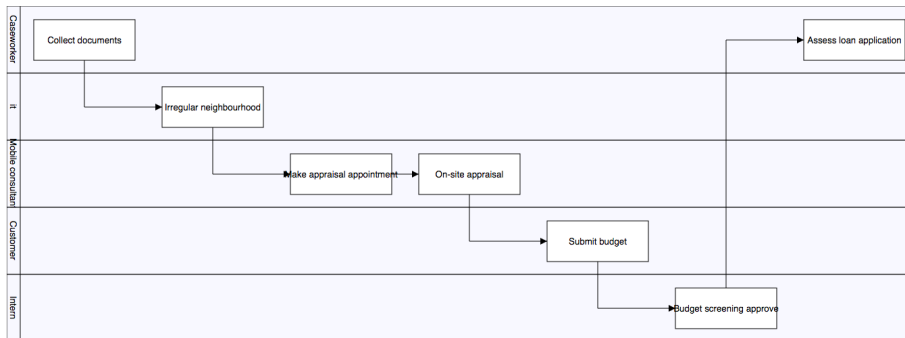 Caseworker
Collect documents
Assess loan application
it
Irregular neighbourhood
Mobile consultant
Make appraisal appointment
On-site appraisal
Customer
Submit budget
Intern
Budget screening approve